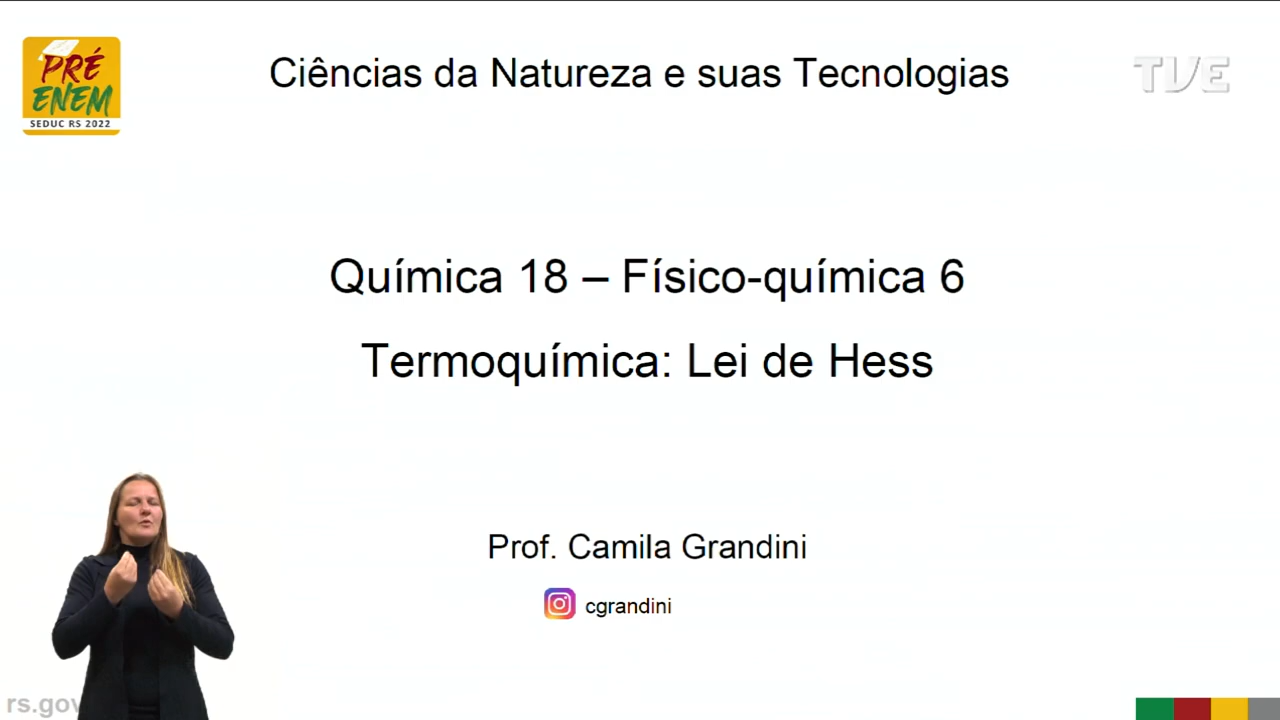 PRÉ
ENEM
SEDUC RS 2022
Ciências da Natureza e suas Tecnologias
TVE
Química 18 – Físico-química 6
Termoquímica: Lei de Hess
Prof. Camila Grandini
cgrandini
rs.gov